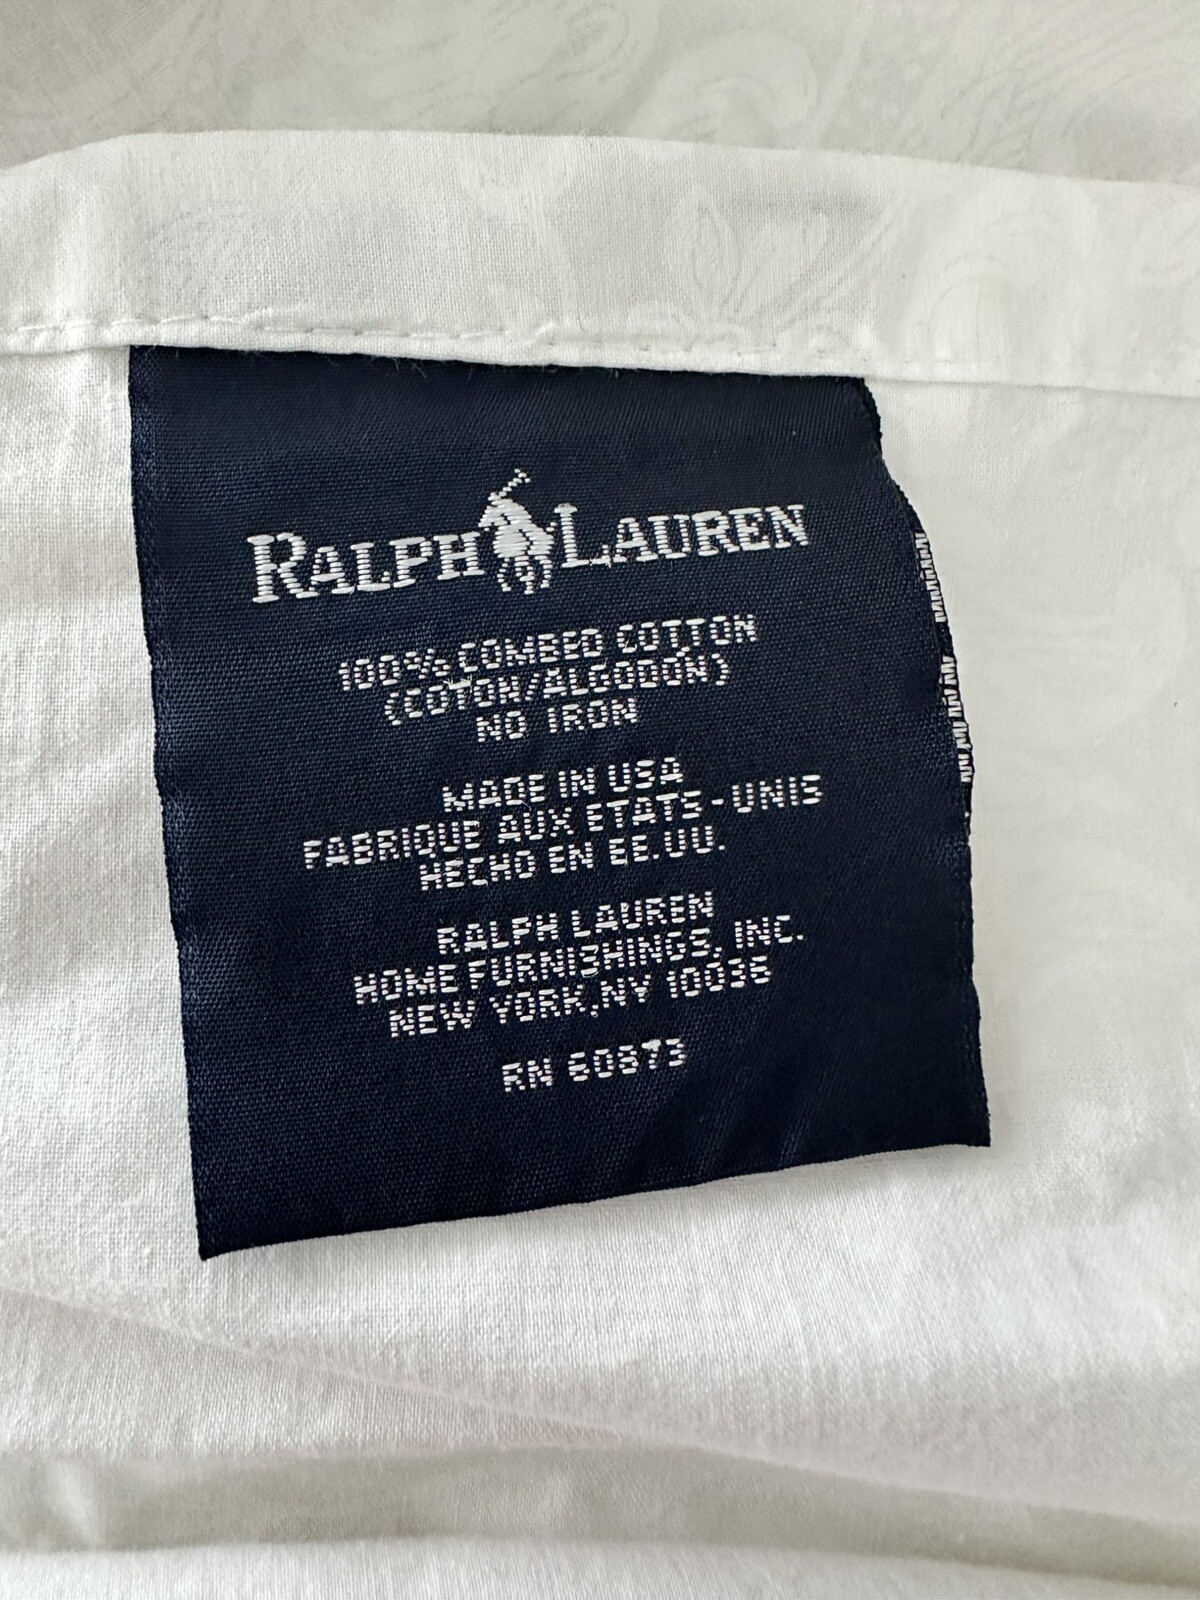 RALPH LAUREN
100% COMBED COTTON
(COTON/ALGODON)
NO IRON
MADE IN USA
FABRIQUE AUX ETATS-UNIS
HECHO EN EE.UU.
RALPH LAUREN
HOME FURNISHINGS, INC.
NEW YORK, NY 10036
RN 60873